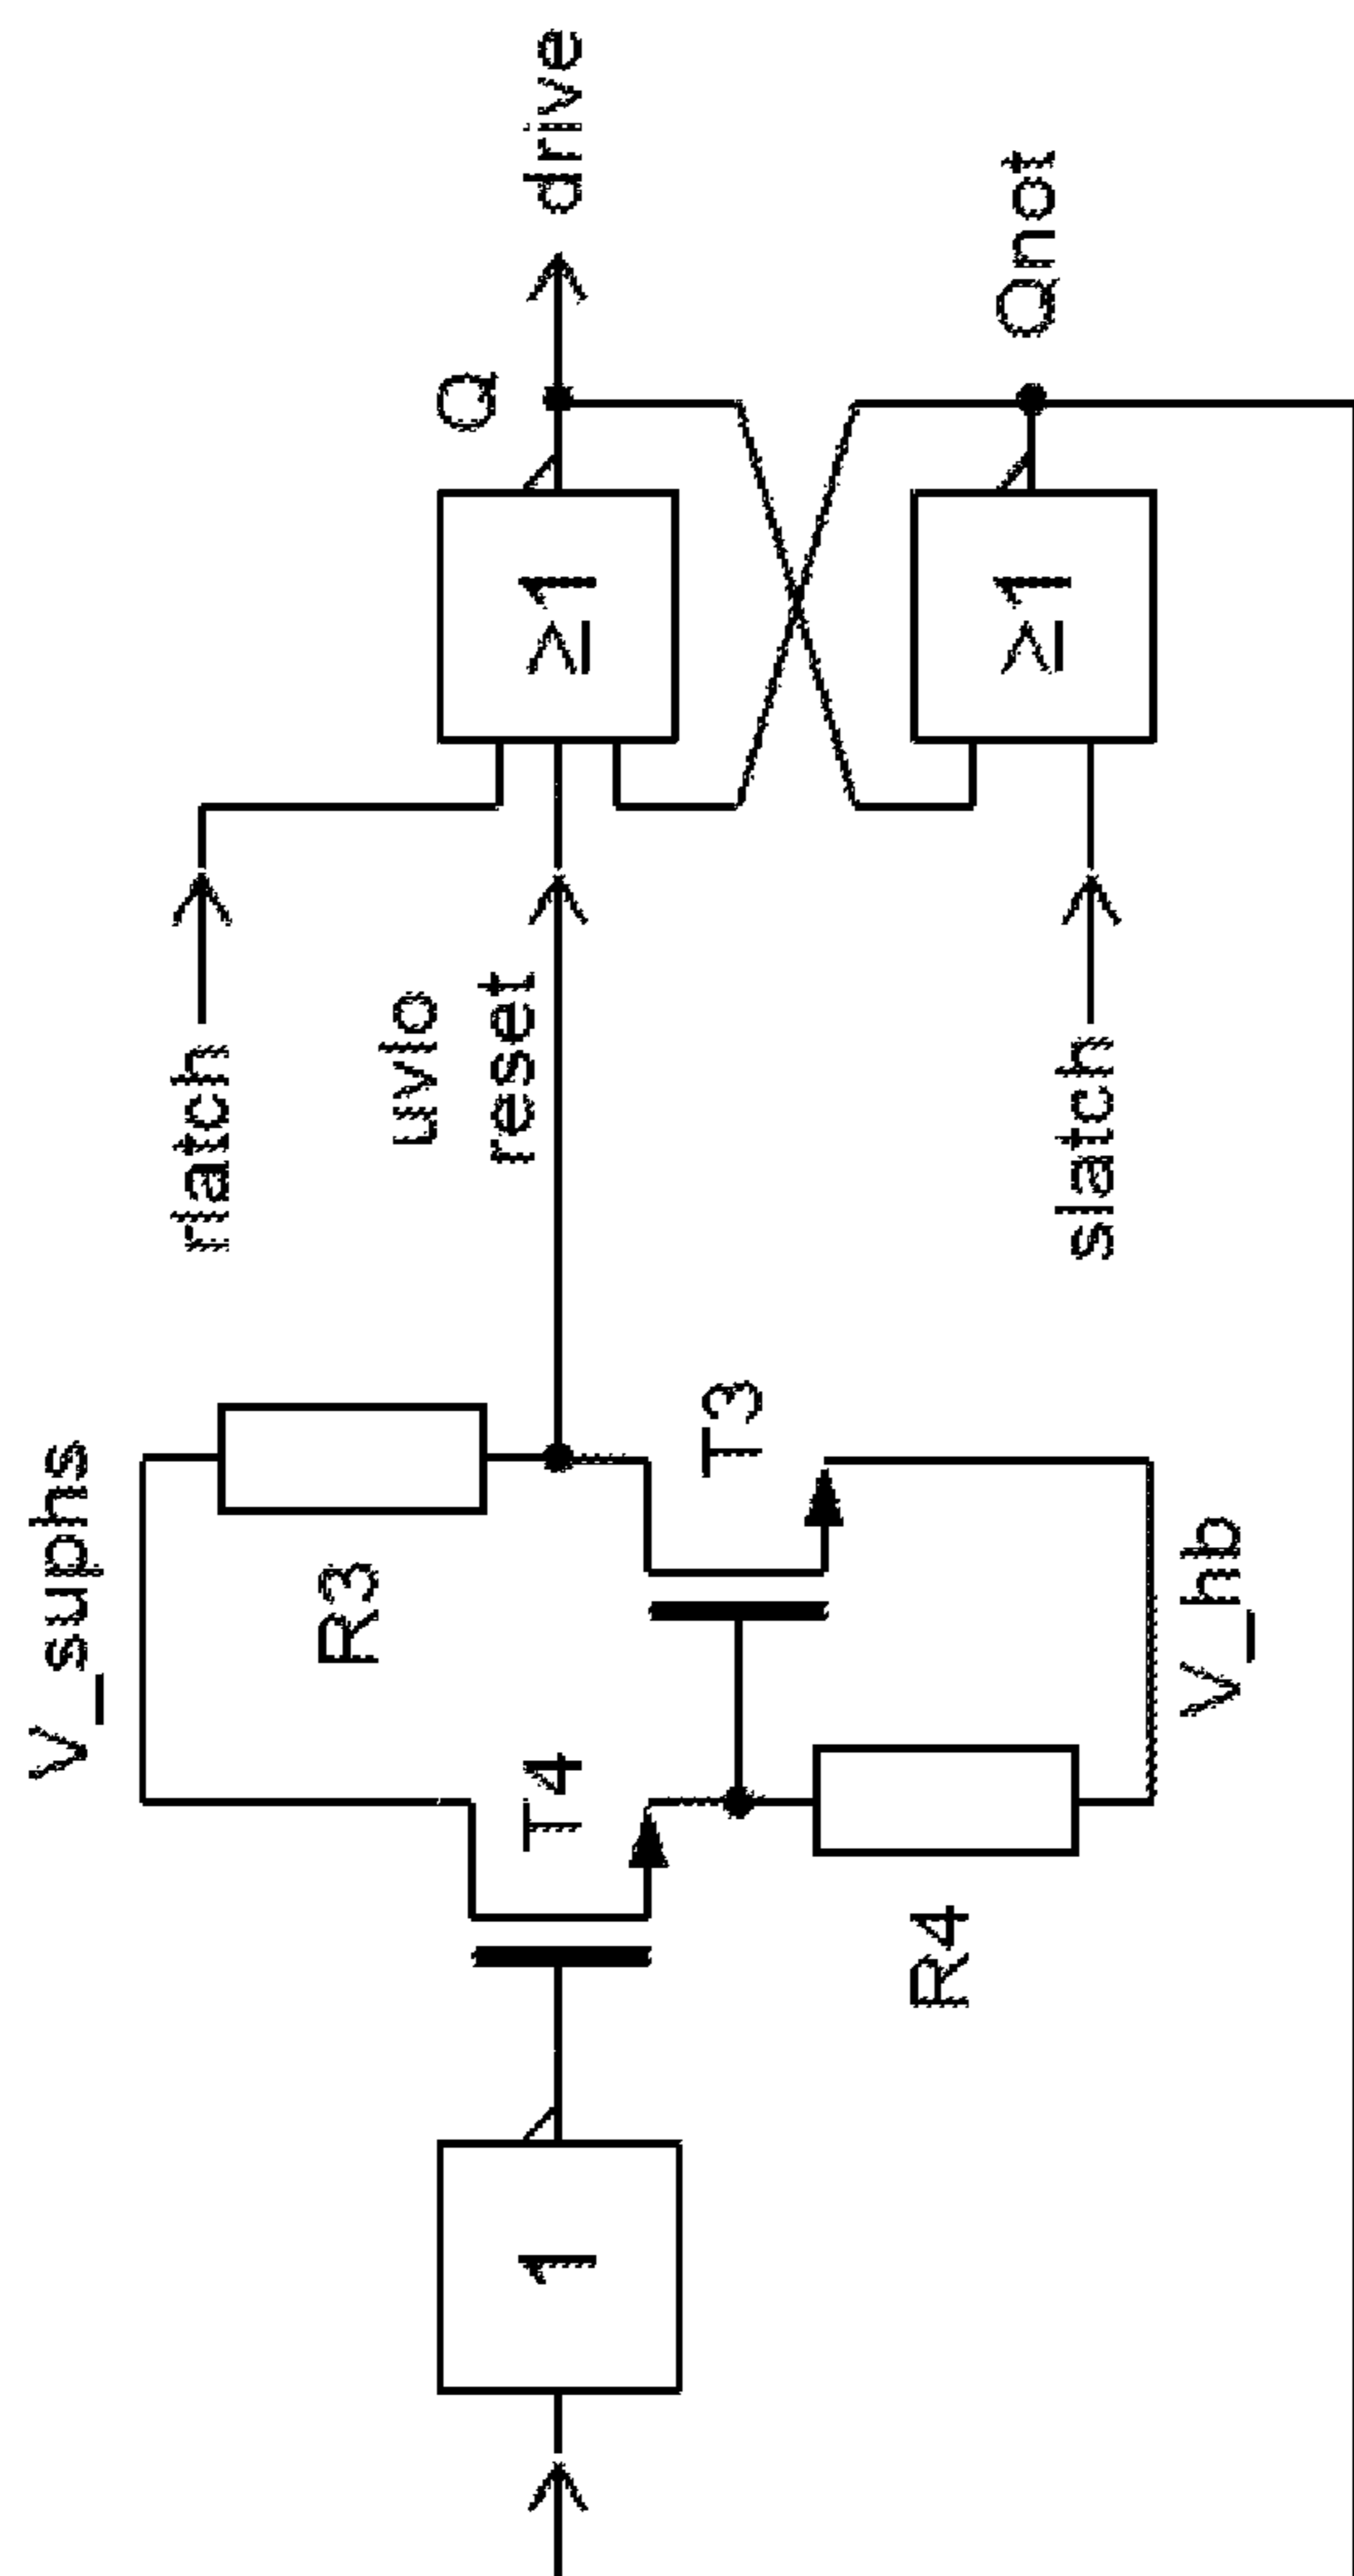 V_suphs
rlatch
R3
uvlo
reset
Q
drive
1
T4
≥1
T3
R4
slatch
≥1
Qnot
V_hb